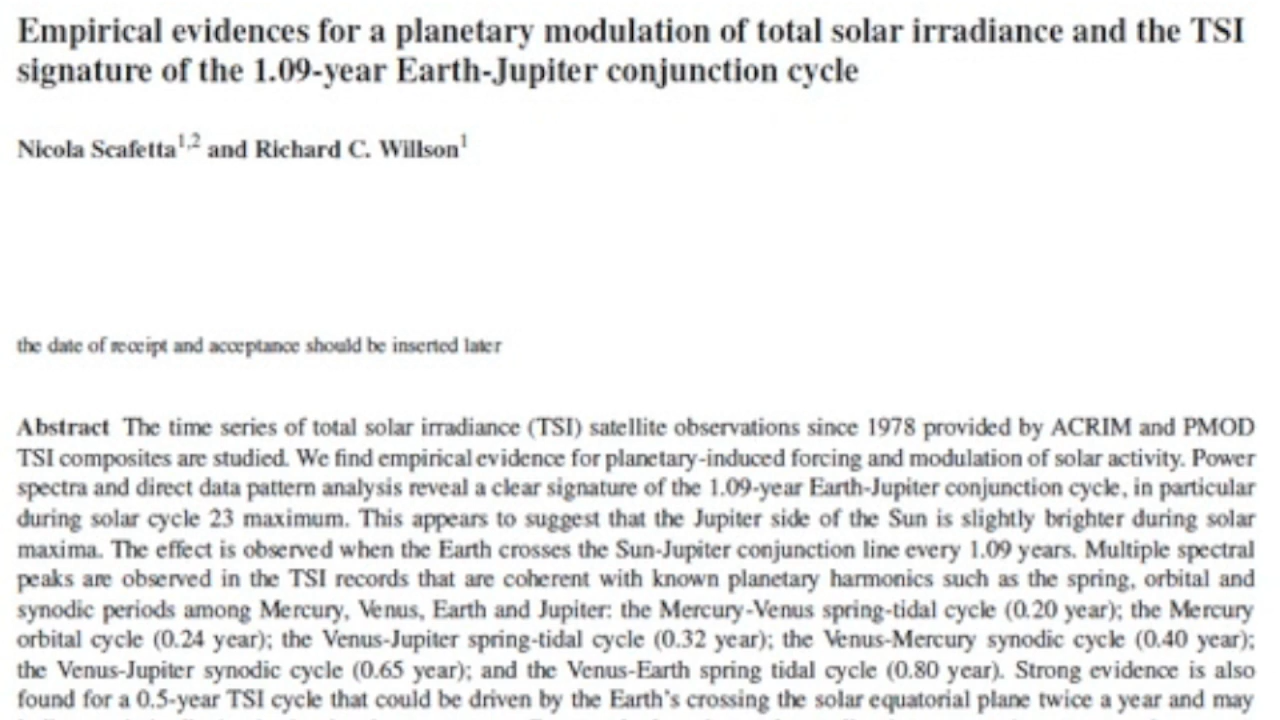 Empirical evidences for a planetary modulation of total solar irradiance and the TSI
signature of the 1.09-year Earth-Jupiter conjunction cycle
Nicola Scafetta1,2 and Richard C. Willson1
the date of receipt and acceptance should be inserted later
Abstract The time series of total solar irradiance (TSI) satellite observations since 1978 provided by ACRIM and PMOD
TSI composites are studied. We find empirical evidence for planetary-induced forcing and modulation of solar activity. Power
spectra and direct data pattern analysis reveal a clear signature of the 1.09-year Earth-Jupiter conjunction cycle, in particular
during solar cycle 23 maximum. This appears to suggest that the Jupiter side of the Sun is slightly brighter during solar
maxima. The effect is observed when the Earth crosses the Sun-Jupiter conjunction line every 1.09 years. Multiple spectral
peaks are observed in the TSI records that are coherent with known planetary harmonics such as the spring, orbital and
synodic periods among Mercury, Venus, Earth and Jupiter: the Mercury-Venus spring-tidal cycle (0.20 year); the Mercury
orbital cycle (0.24 year); the Venus-Jupiter spring-tidal cycle (0.32 year); the Venus-Mercury synodic cycle (0.40 year);
the Venus-Jupiter synodic cycle (0.65 year); and the Venus-Earth spring tidal cycle (0.80 year). Strong evidence is also
found for a 0.5-year TSI cycle that could be driven by the Earth's crossing the solar equatorial plane twice a year and may